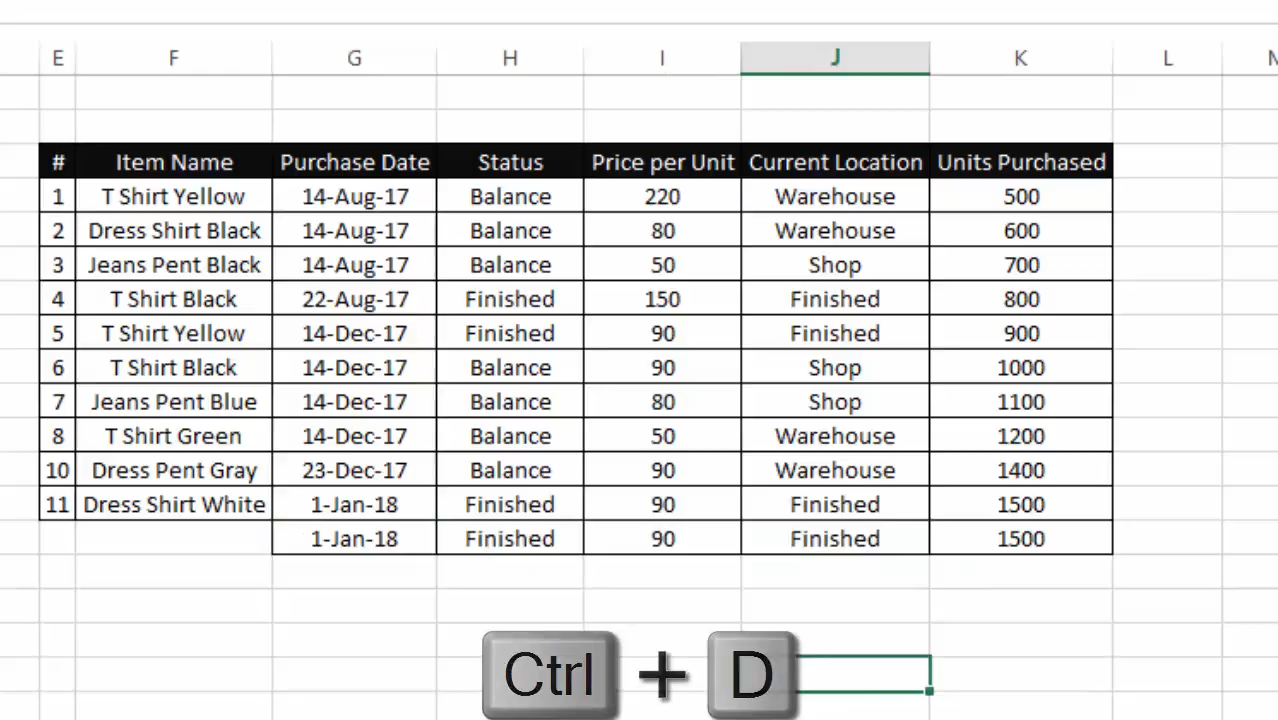 E F G H I J K L M
# Item Name Purchase Date Status Price per Unit Current Location Units Purchased
1 T Shirt Yellow 14-Aug-17 Balance 220 Warehouse 500
2 Dress Shirt Black 14-Aug-17 Balance 80 Warehouse 600
3 Jeans Pent Black 14-Aug-17 Balance 50 Shop 700
4 T Shirt Black 22-Aug-17 Finished 150 Finished 800
5 T Shirt Yellow 14-Dec-17 Finished 90 Finished 900
6 T Shirt Black 14-Dec-17 Balance 90 Shop 1000
7 Jeans Pent Blue 14-Dec-17 Balance 80 Shop 1100
8 T Shirt Green 14-Dec-17 Balance 50 Warehouse 1200
10 Dress Pent Gray 23-Dec-17 Balance 90 Warehouse 1400
11 Dress Shirt White 1-Jan-18 Finished 90 Finished 1500
1-Jan-18 Finished 90 Finished 1500
Ctrl + D